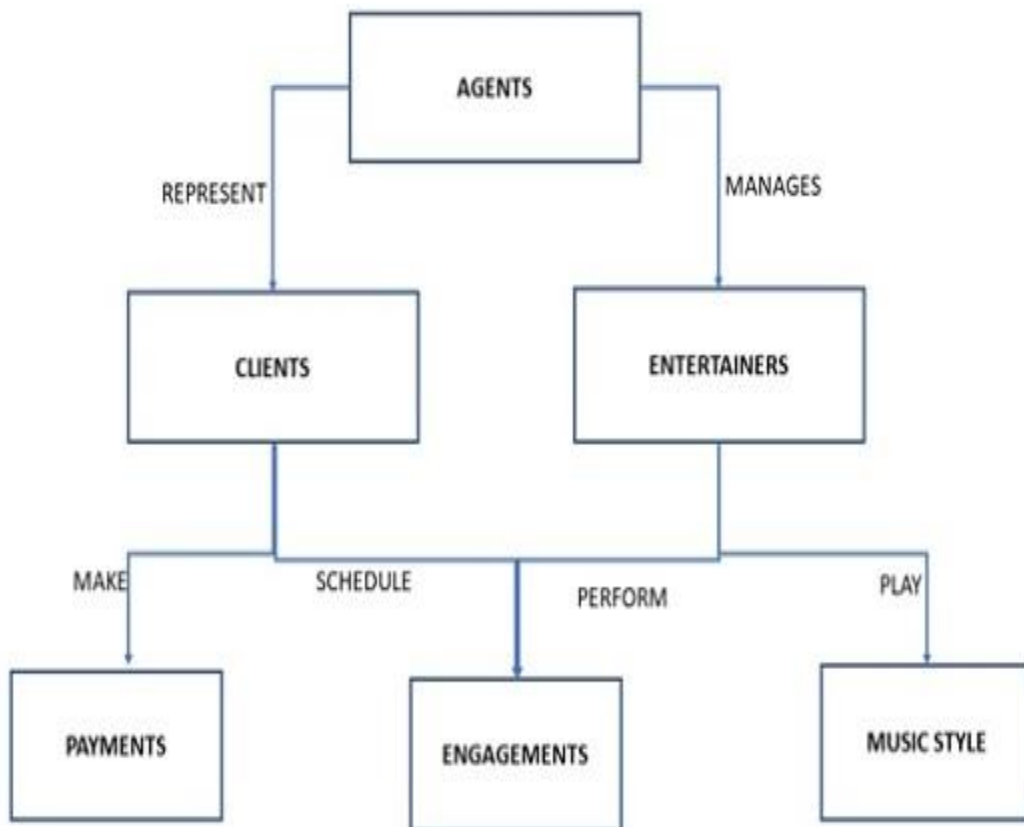 AGENTS
REPRESENT
MANAGES
CLIENTS
ENTERTAINERS
MAKE
SCHEDULE
PERFORM
PLAY
PAYMENTS
ENGAGEMENTS
MUSIC STYLE